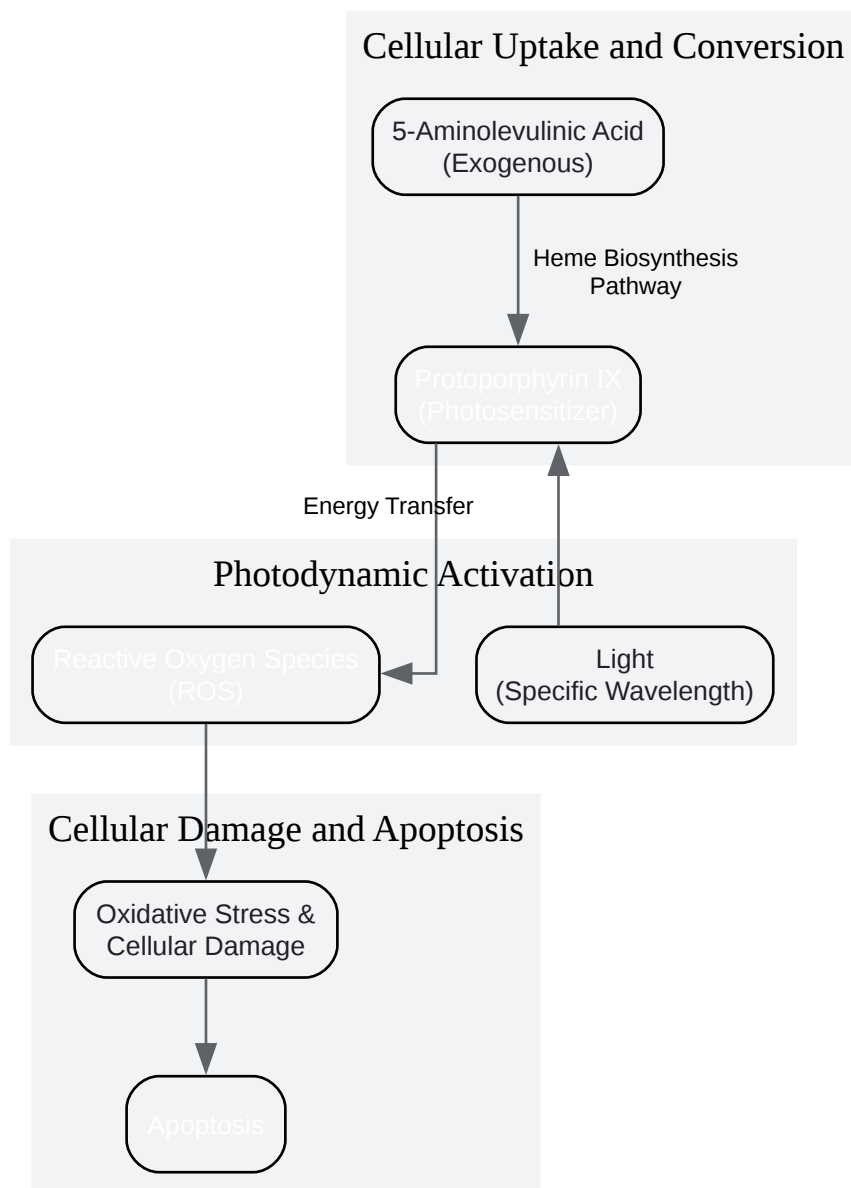 Cellular Uptake and Conversion
5-Aminolevulinic Acid
(Exogenous)
Heme Biosynthesis
Pathway
Protoporphyrin IX
(Photosensitizer)
Energy Transfer
Photodynamic Activation
Reactive Oxygen Species
(ROS)
Light
(Specific Wavelength)
Cellular Damage and Apoptosis
Oxidative Stress &
Cellular Damage
Apoptosis